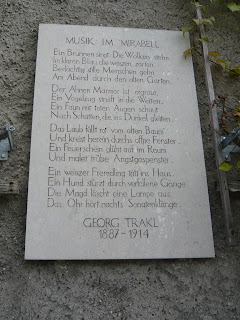 MUSIK IM MIRABELL
Ein Brunnen singt. Die Wolken stehn
Im klaren Blau, die weißen, zarten.
Bedächtig stille Menschen gehn
Am Abend durch den alten Garten.
Der Ahnen Marmor ist ergraut.
Ein Vogelzug streift in die Weiten.
Ein Faun mit toten Augen schaut
Nach Schatten, die ins Dunkel gleiten.
Das Laub fällt rot vom alten Baum
Und kreist herein durchs offne Fenster.
Ein Feuerschein glüht auf im Raum
Und malet trübe Angstgespenster.
Ein weißer Fremdling tritt ins Haus.
Ein Hund stürzt durch verfallene Gänge.
Die Magd löscht eine Lampe aus,
Das Ohr hört nachts Sonatenklänge.
GEORG TRAKL
1887-1914